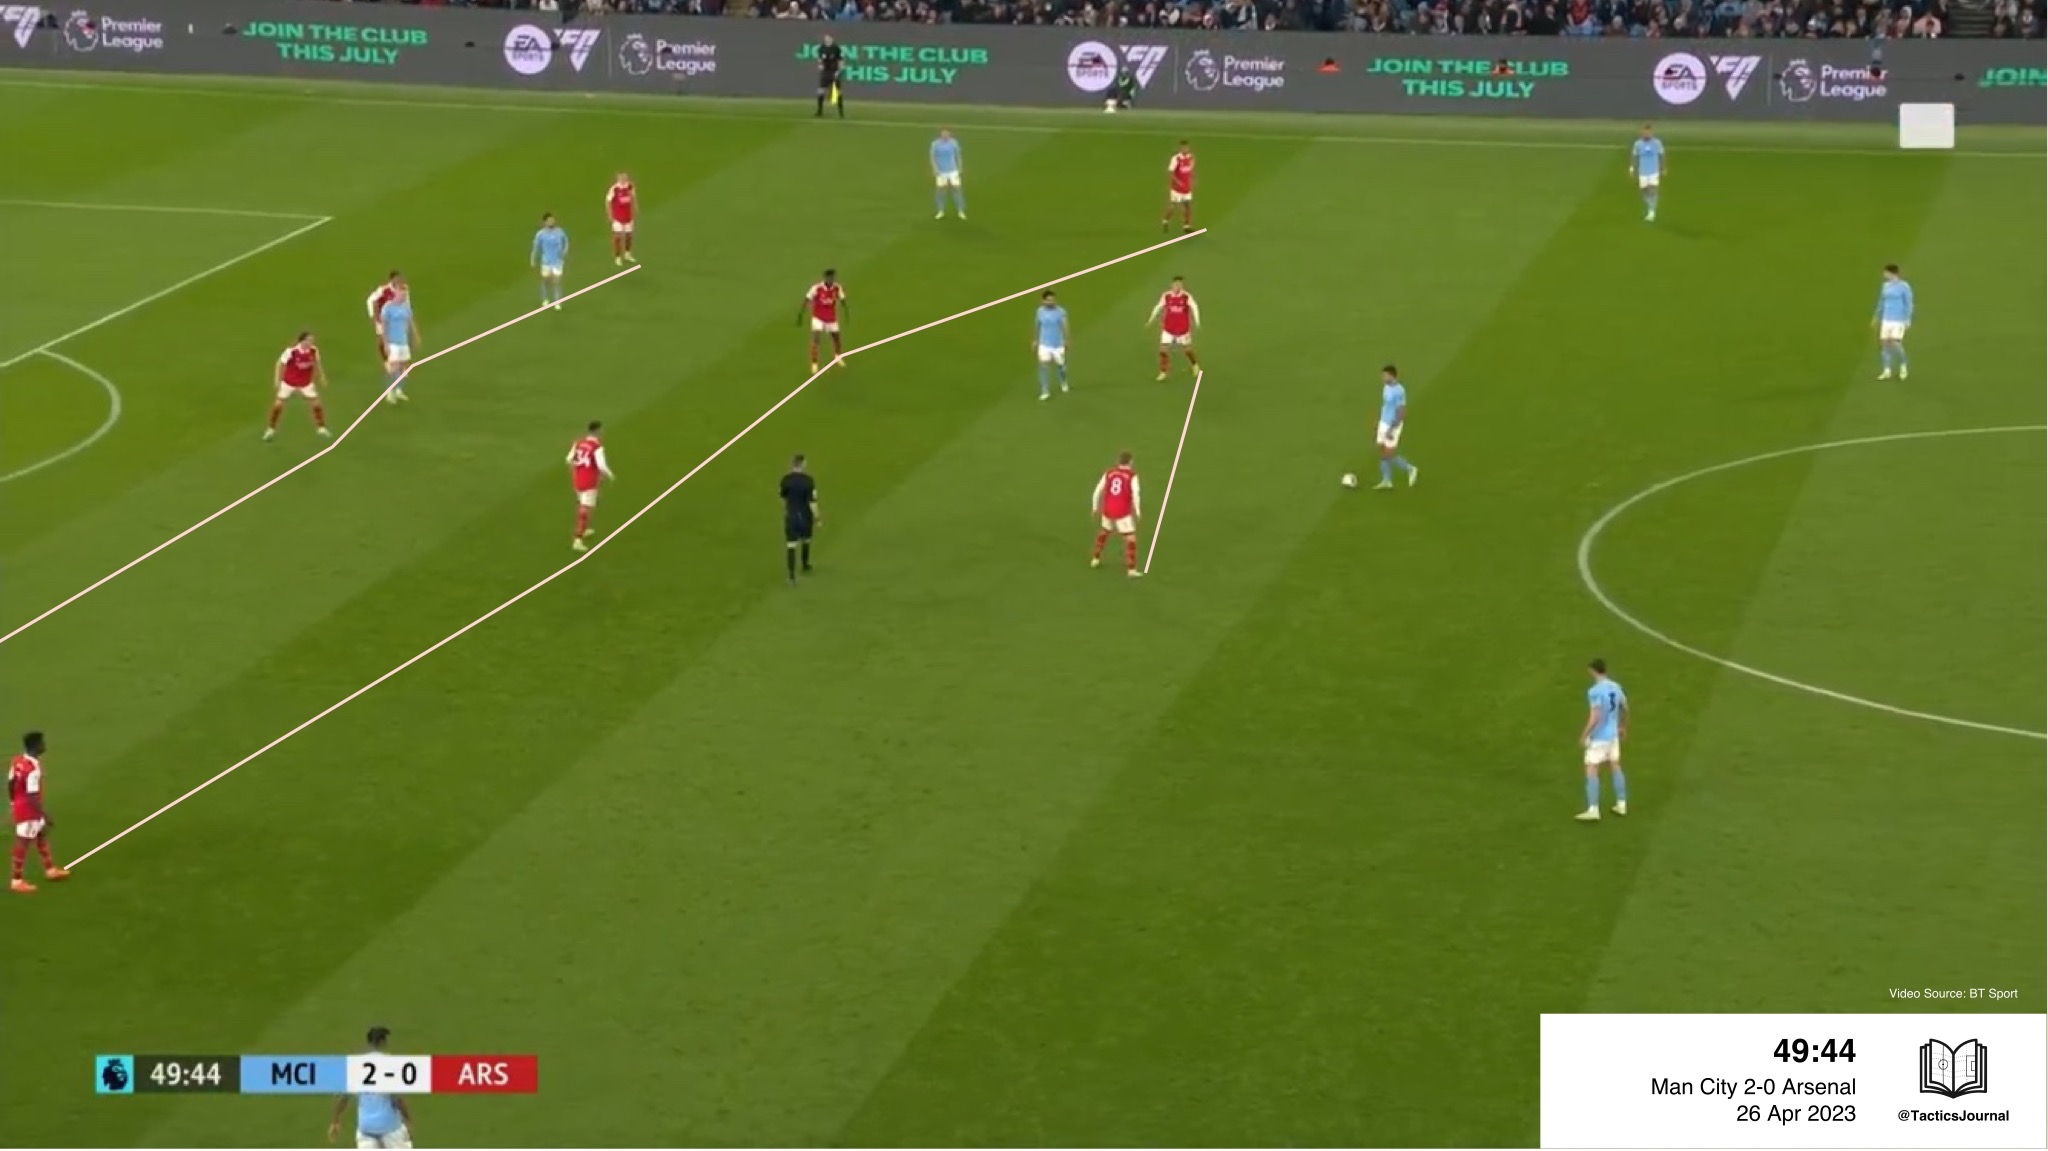 Premier
League
JOIN THE CLUB
THIS JULY
EA
SPORTS
Premier
League
JOIN THE CLUB
THIS JULY
EA
SPORTS
Premier
League
JOIN THE CLUB
THIS JULY
EA
SPORTS
Premier
League
JOIN
34
8
3
Video Source: BT Sport
49:44 MCI 2-0 ARS
49:44
Man City 2-0 Arsenal
26 Apr 2023
@TacticsJournal